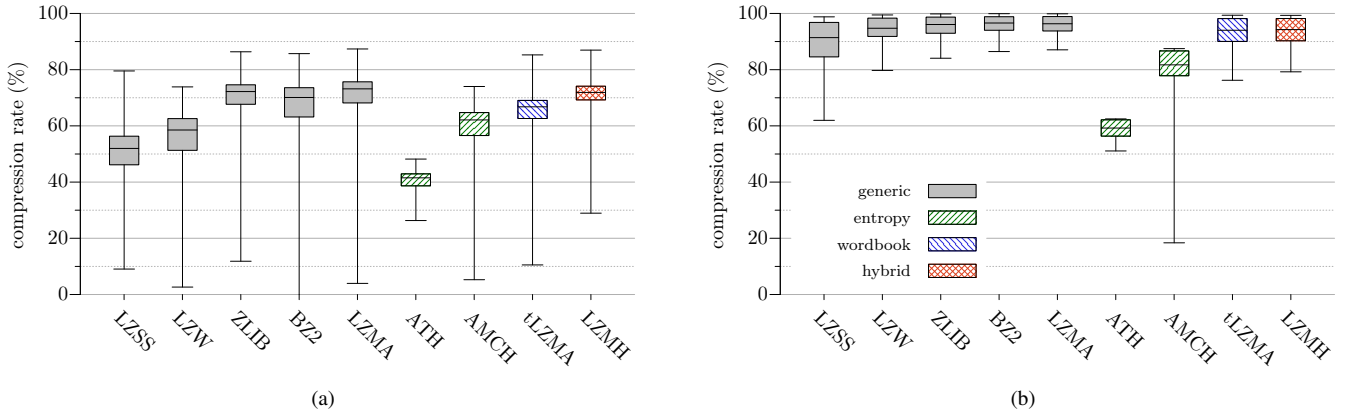 compression rate (%)
100
80
60
40
20
0
LZSS
LZW
ZLIB
BZ2
LZMA
ATH
AMCH
tLZMA
LZMH
(a)
compression rate (%)
100
80
60
40
20
0
generic
entropy
wordbook
hybrid
LZSS
LZW
ZLIB
BZ2
LZMA
ATH
AMCH
tLZMA
LZMH
(b)